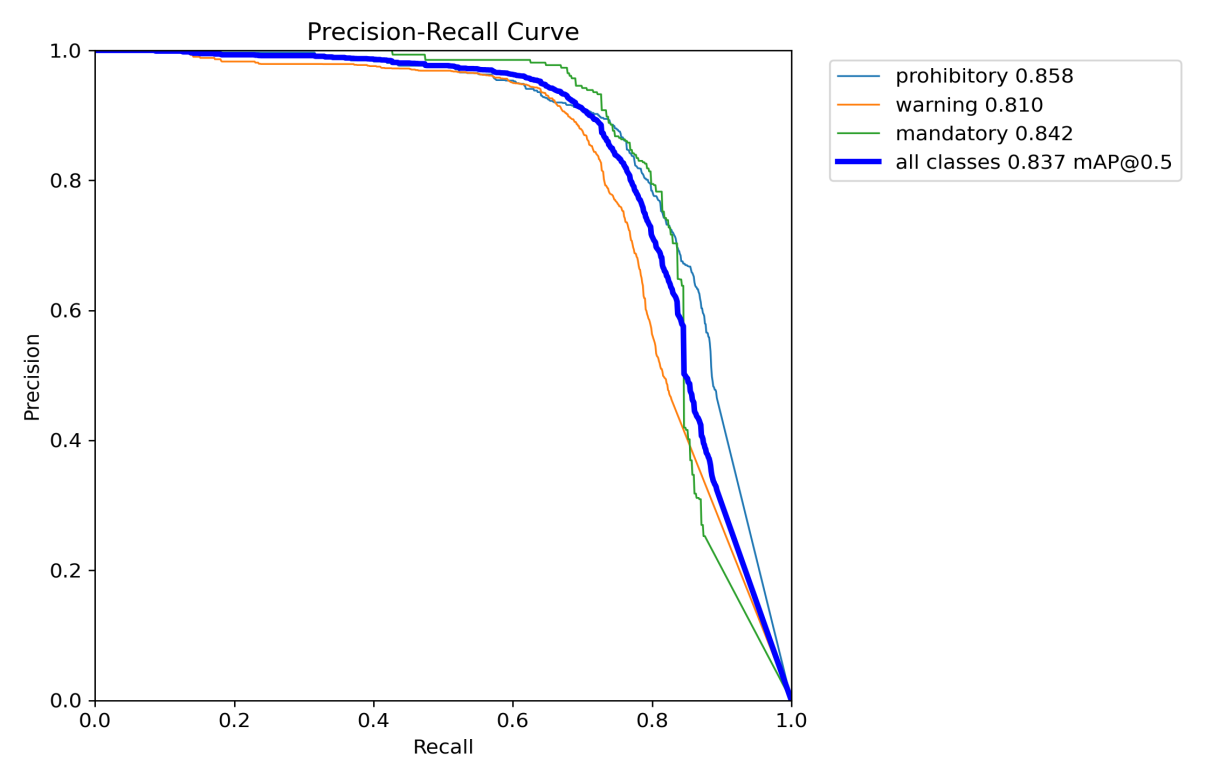 Precision-Recall Curve
1.0
0.8
0.6
0.4
0.2
0.0
Precision
0.0 0.2 0.4 0.6 0.8 1.0
Recall
prohibitory 0.858
warning 0.810
mandatory 0.842
all classes 0.837 mAP@0.5